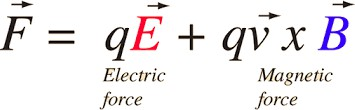 F⃗ = qE⃗ + qv⃗ x B⃗
Electric Magnetic
force force